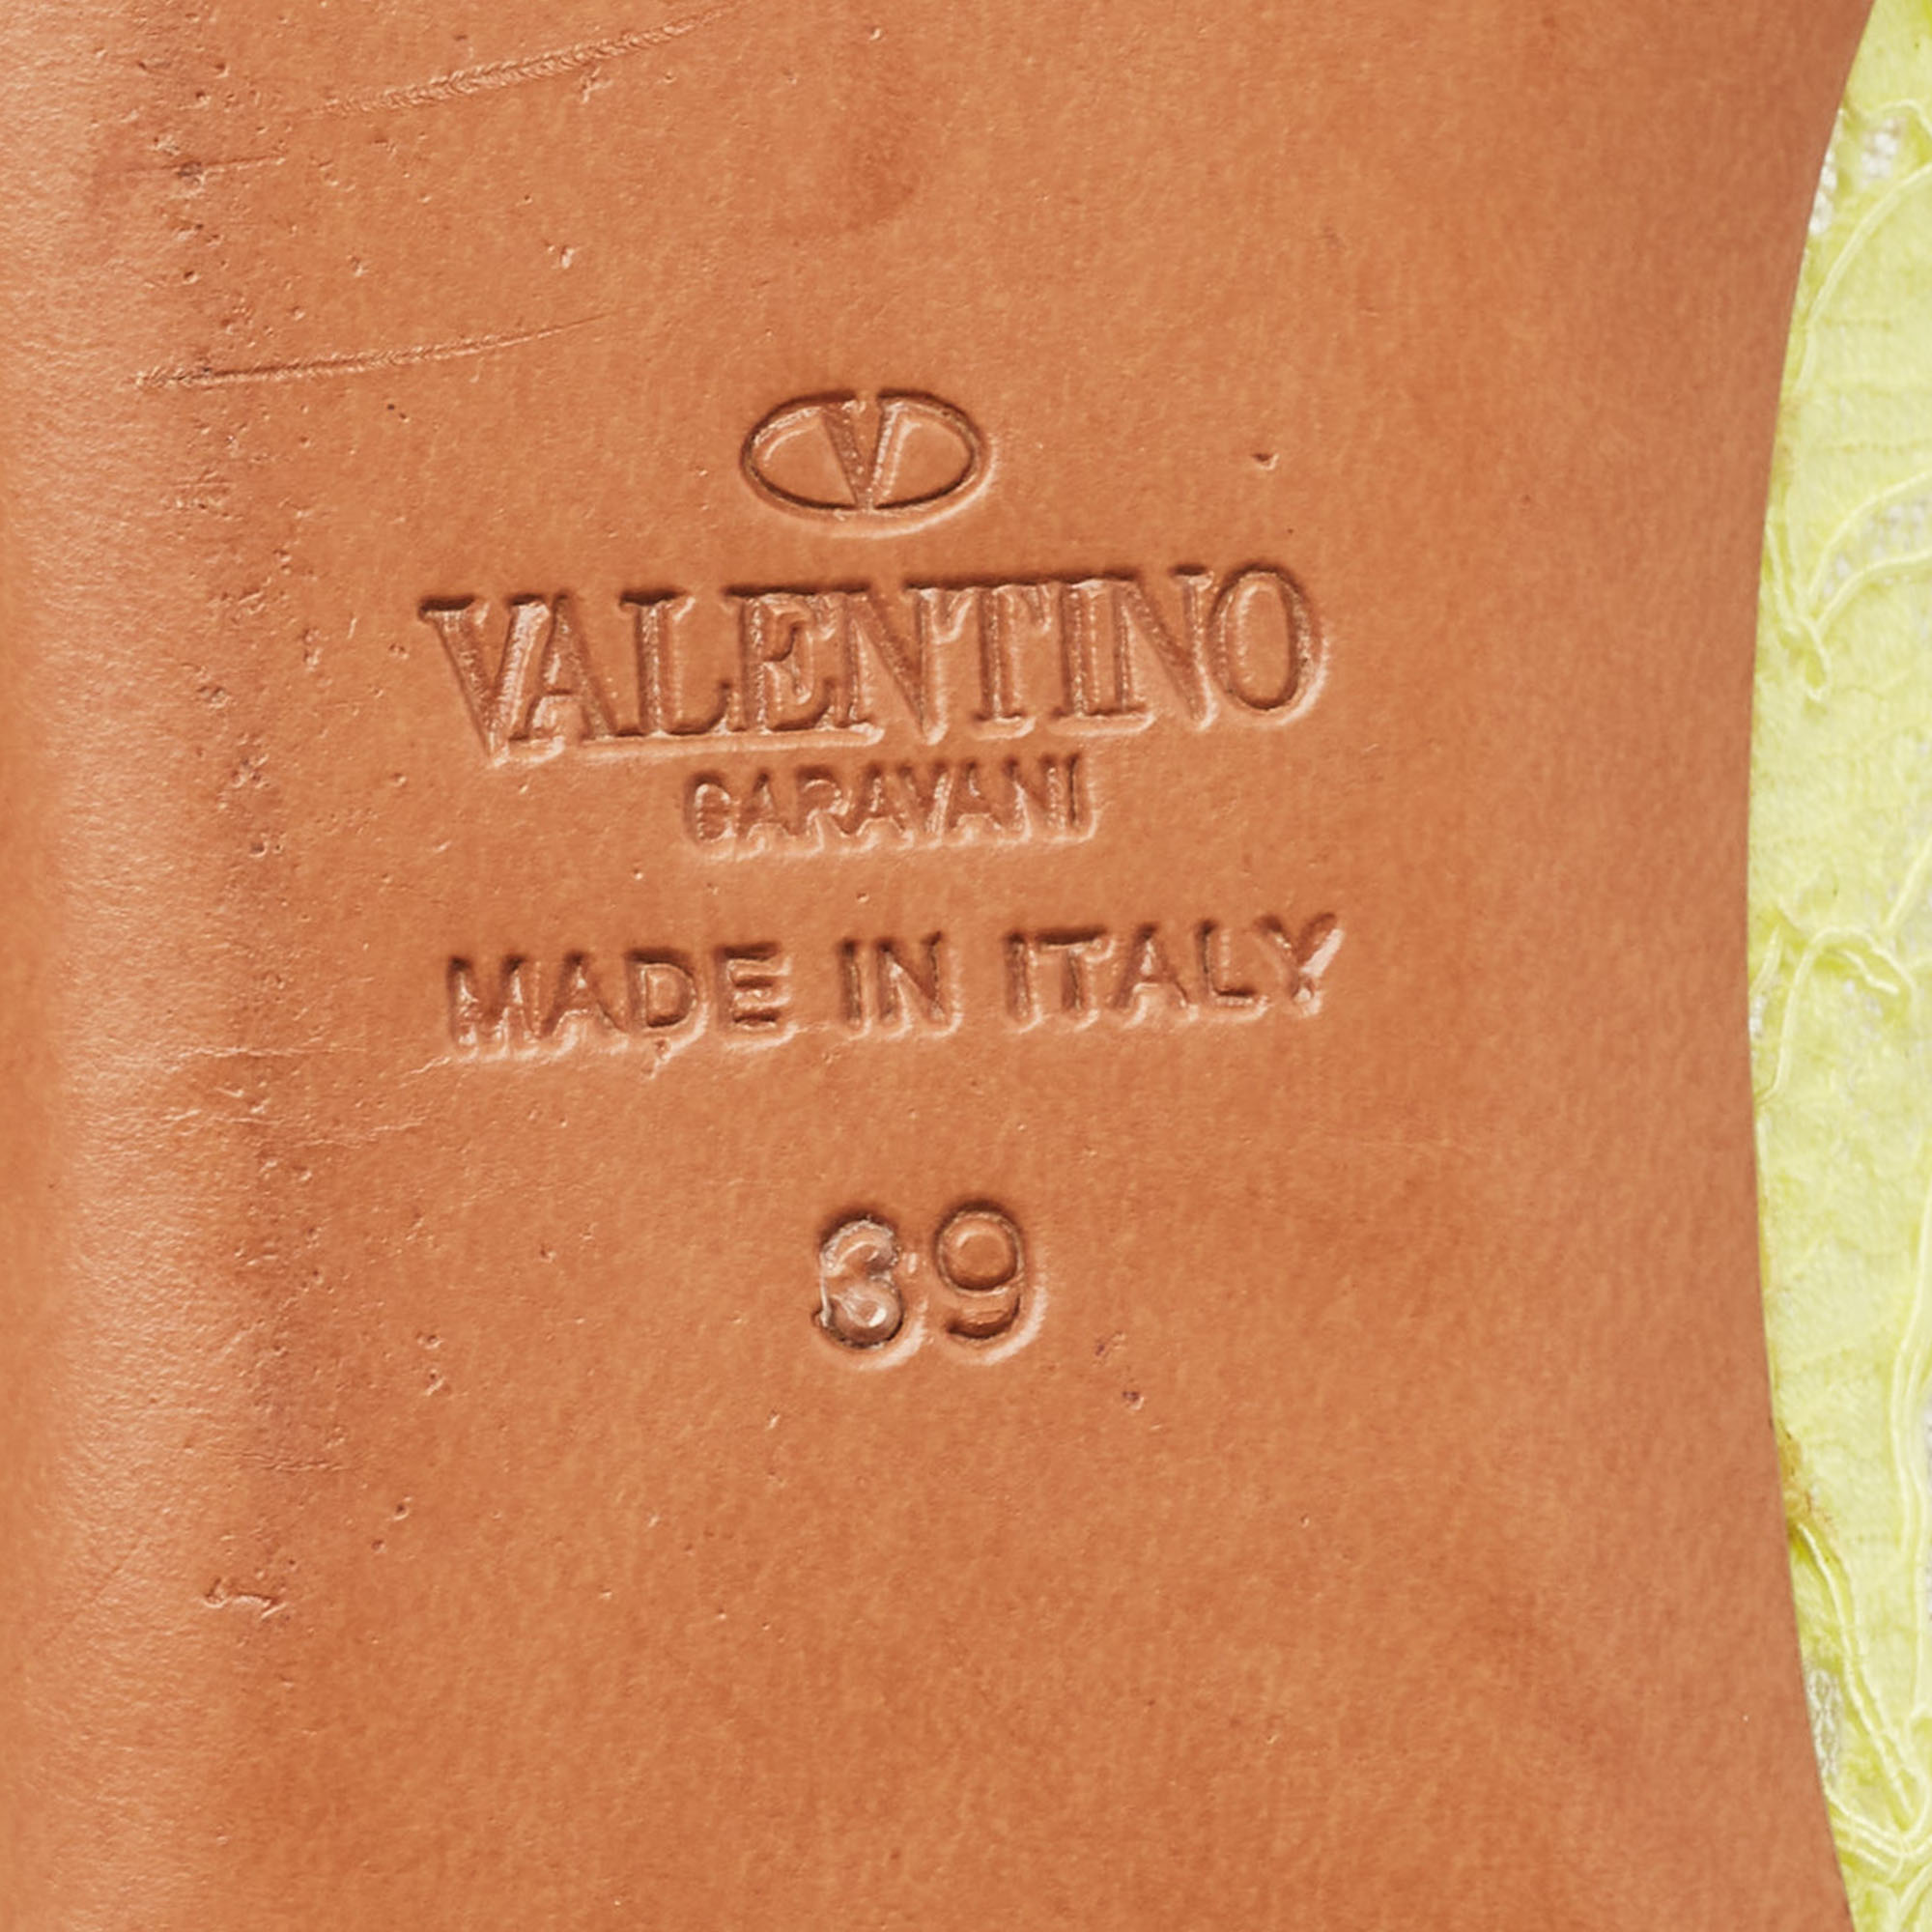 V
VALENTINO
GARAVANI
MADE IN ITALY
39